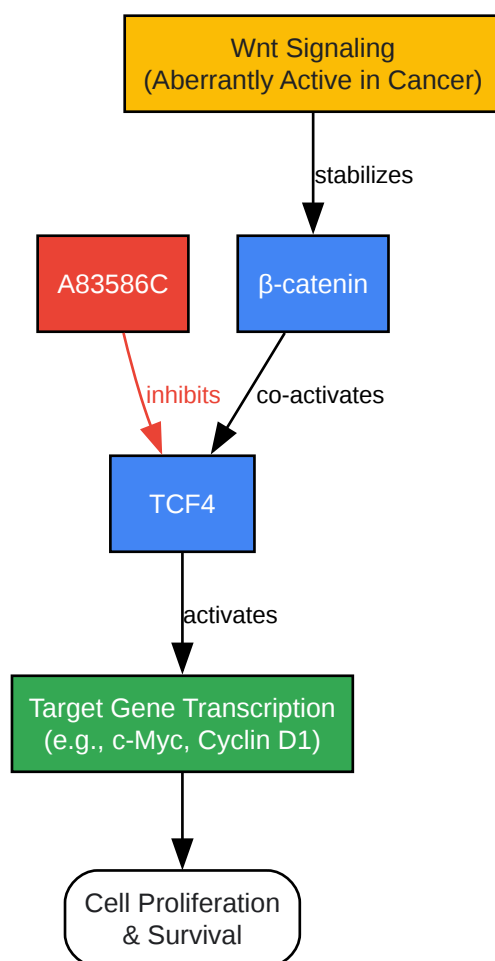 Wnt Signaling
(Aberrantly Active in Cancer)
stabilizes
A83586C
β-catenin
inhibits
co-activates
TCF4
activates
Target Gene Transcription
(e.g., c-Myc, Cyclin D1)
Cell Proliferation
& Survival